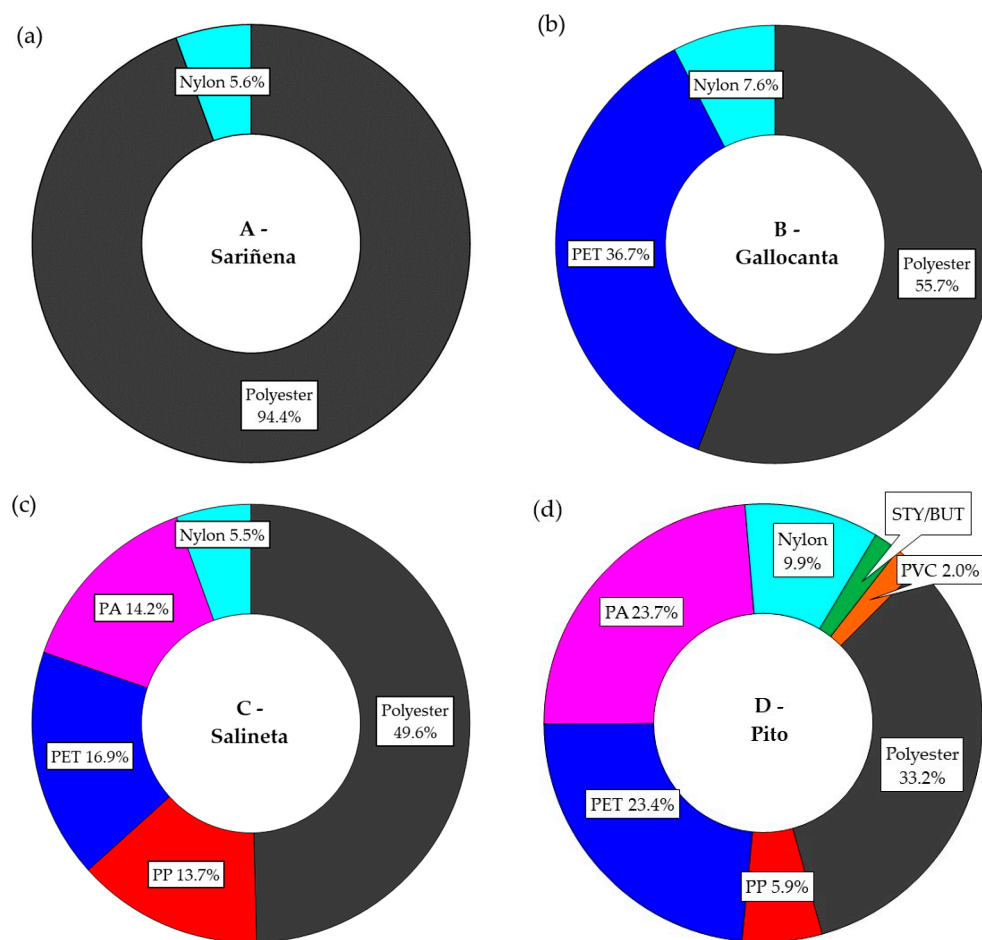 (a)
Nylon 5.6%
A -
Sariñena
Polyester
94.4%
(b)
Nylon 7.6%
PET 36.7%
B -
Gallocanta
Polyester
55.7%
(c)
Nylon 5.5%
PA 14.2%
C -
Salineta
Polyester
49.6%
PET 16.9%
PP 13.7%
(d)
STY/BUT
Nylon
9.9%
PVC 2.0%
PA 23.7%
D -
Pito
Polyester
33.2%
PET 23.4%
PP 5.9%